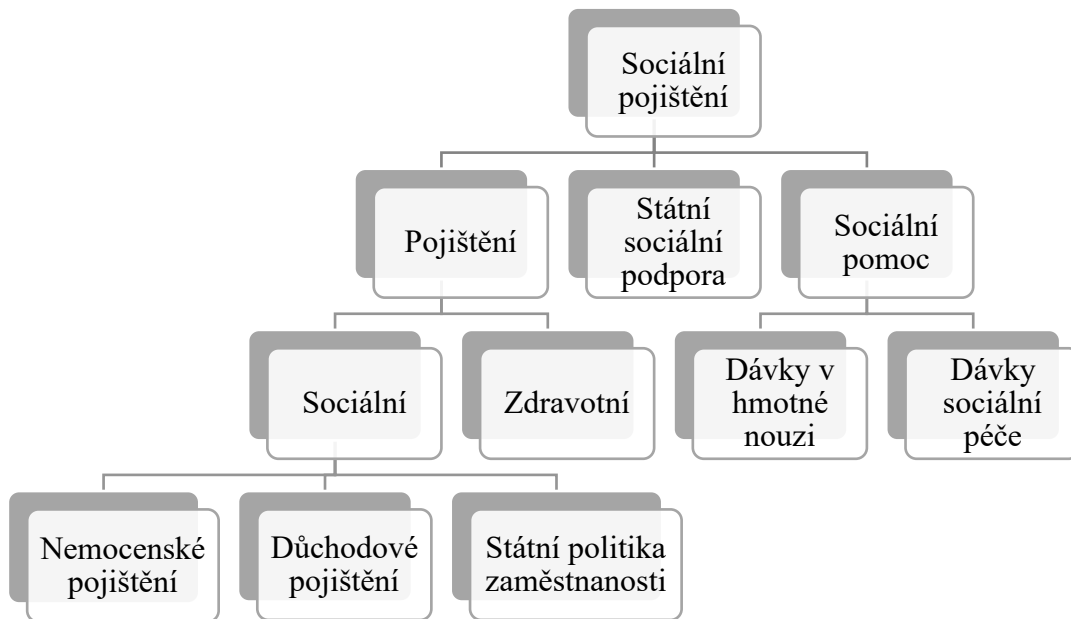 Sociální
pojištění
Pojištění
Státní
sociální
podpora
Sociální
pomoc
Sociální
Zdravotní
Dávky v
hmotné
nouzi
Dávky
sociální
péče
Nemocenské
pojištění
Důchodové
pojištění
Státní politika
zaměstnanosti